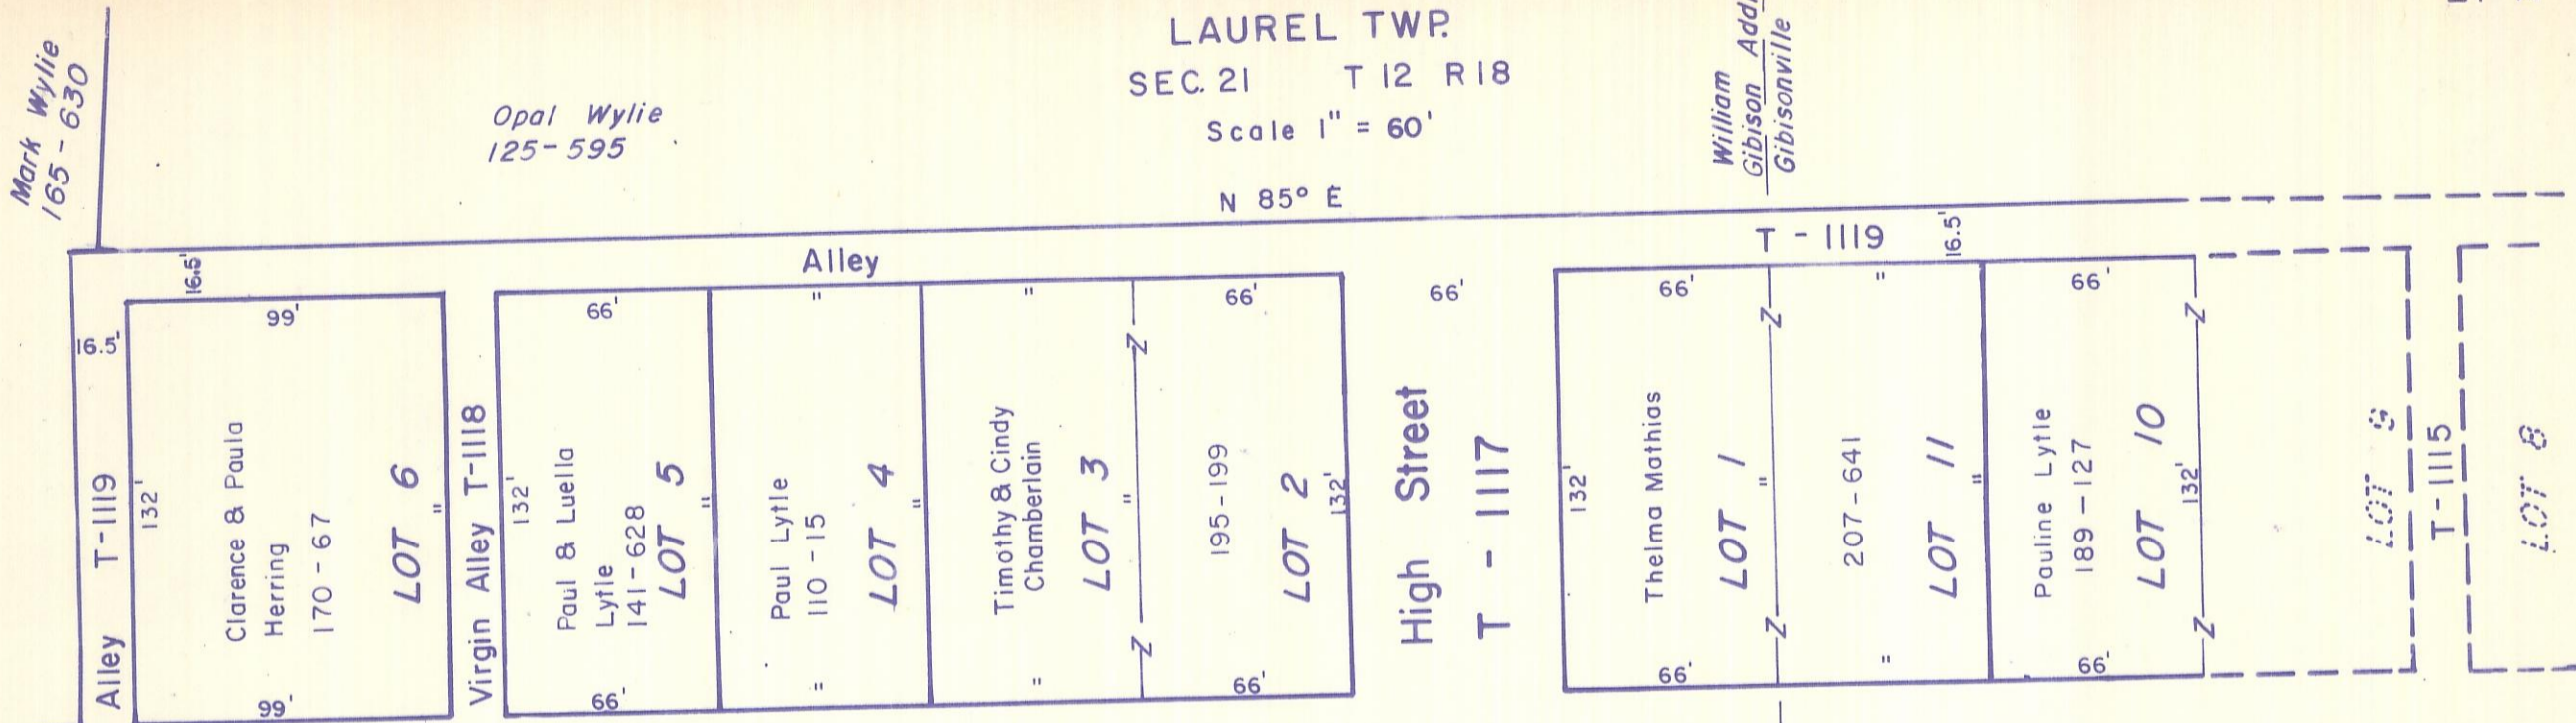 LAUREL TWP.
SEC. 21 T 12 R 18
Scale 1" = 60'
N 85° E
Mark Wylie
165-630
Opal Wylie
125-595
William
Gibison Add.
Gibisonville
Alley
T - 1119
16.5'
16.5'
16.5'
Alley T-1119
99'
132'
Clarence & Paula
Herring
170-67
LOT 6
"
99'
Virgin Alley T-1118
66'
132'
Paul & Luella
Lytle
141-628
LOT 5
"
66'
"
Paul Lytle
110-15
LOT 4
"
"
"
Timothy & Cindy
Chamberlain
LOT 3
"
"
Z
Z
66'
195-199
LOT 2
132'
66'
66'
High Street
T - 1117
66'
132'
Thelma Mathias
LOT 1
"
66'
Z
Z
"
207-641
LOT 11
"
"
66'
Pauline Lytle
189-127
LOT 10
132'
66'
Z
Z
LOT 9
T-1115
LOT 8